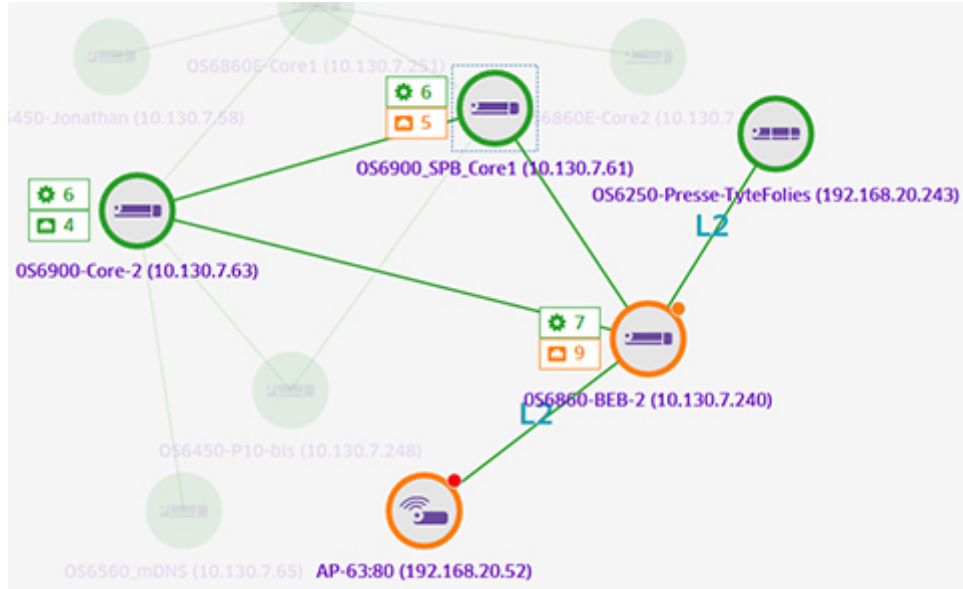 OS6860E-Core1 (10.130.7.251)
6
5
5450-Jonathan (10.130.7.58)
6860E-Core2 (10.130.7
OS6900_SPB_Core1 (10.130.7.61)
6
4
OS6250-Presse-TyteFolies (192.168.20.243)
L2
OS6900-Core-2 (10.130.7.63)
7
9
OS6860-BEB-2 (10.130.7.240)
L2
OS6450-P10-bis (10.130.7.248)
OS6560_mDNS (10.130.7.65)
AP-63:80 (192.168.20.52)